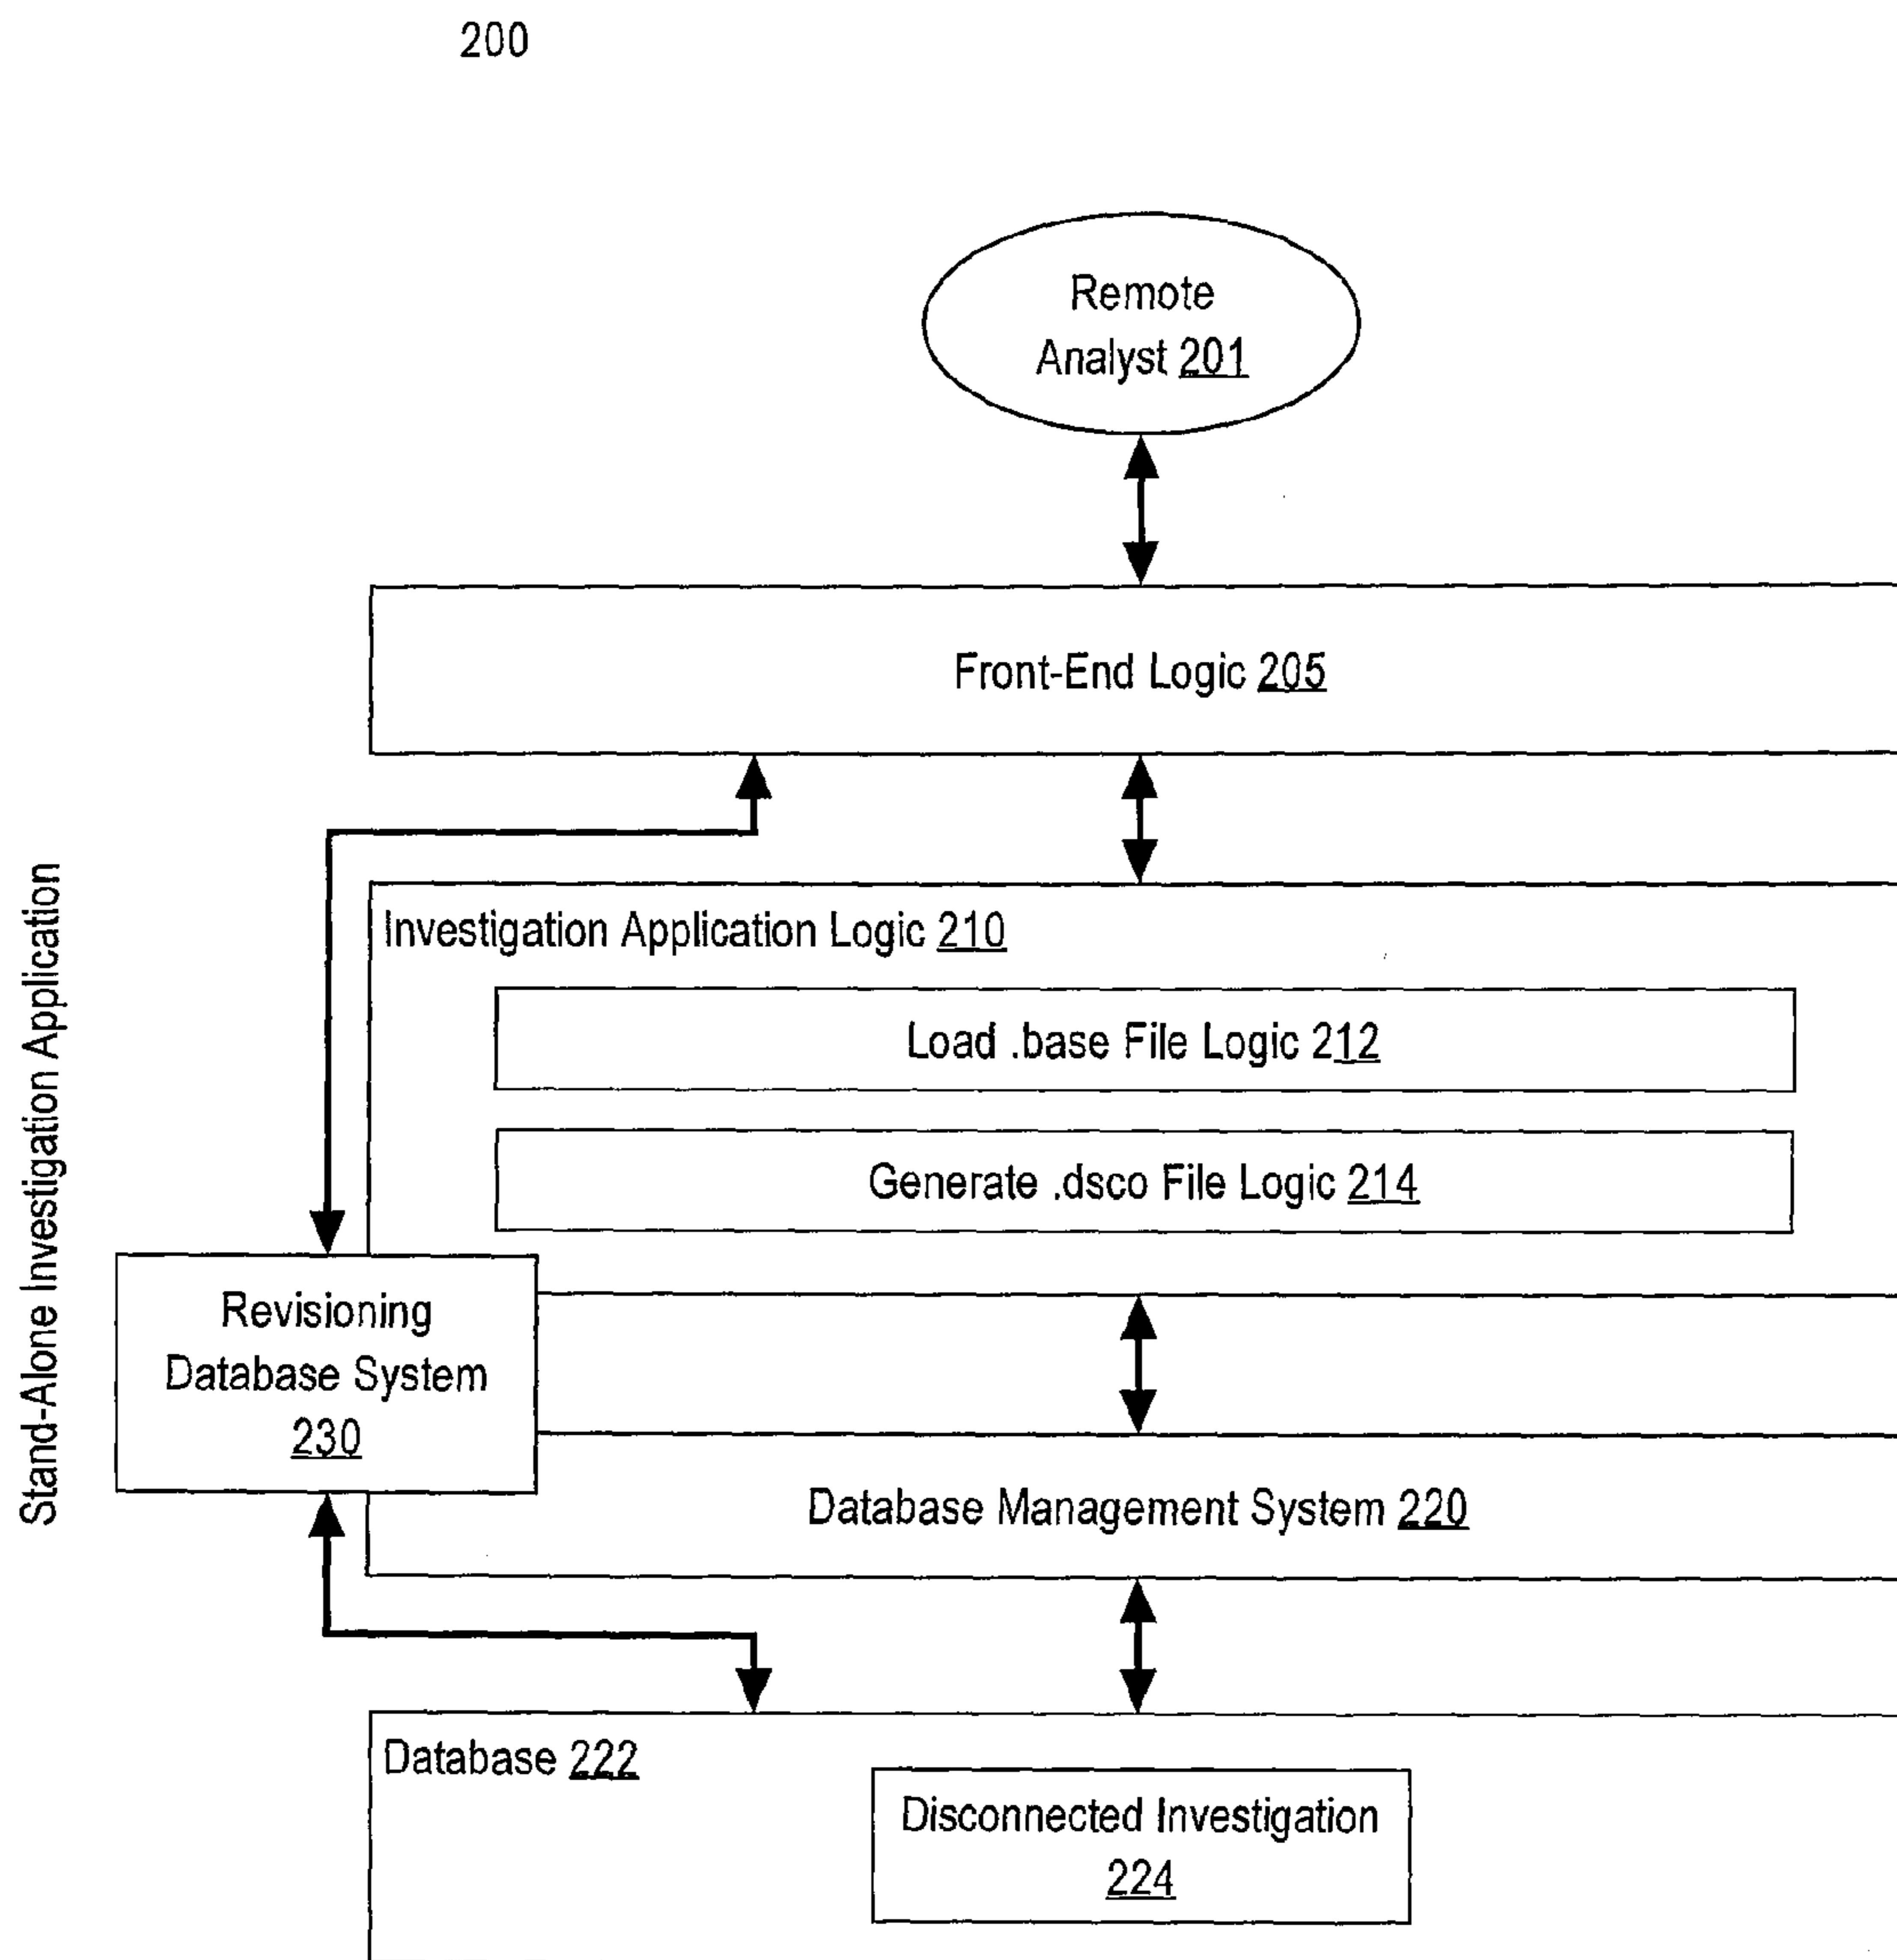 200
Remote
Analyst 201
Front-End Logic 205
Stand-Alone Investigation Application
Investigation Application Logic 210
Load .base File Logic 212
Generate .dsco File Logic 214
Revisioning
Database System
230
Database Management System 220
Database 222
Disconnected Investigation
224